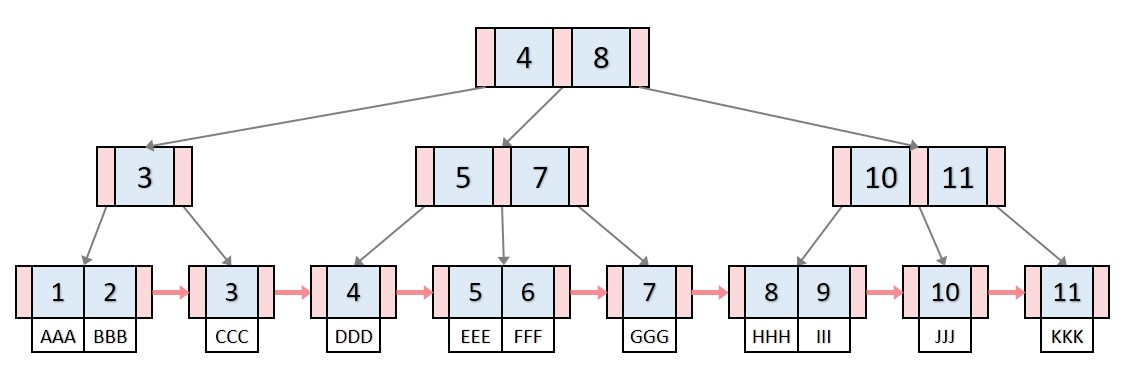 4 8
3
5 7
10 11
1 2 3 4 5 6 7 8 9 10 11
AAA BBB CCC DDD EEE FFF GGG HHH III JJJ KKK